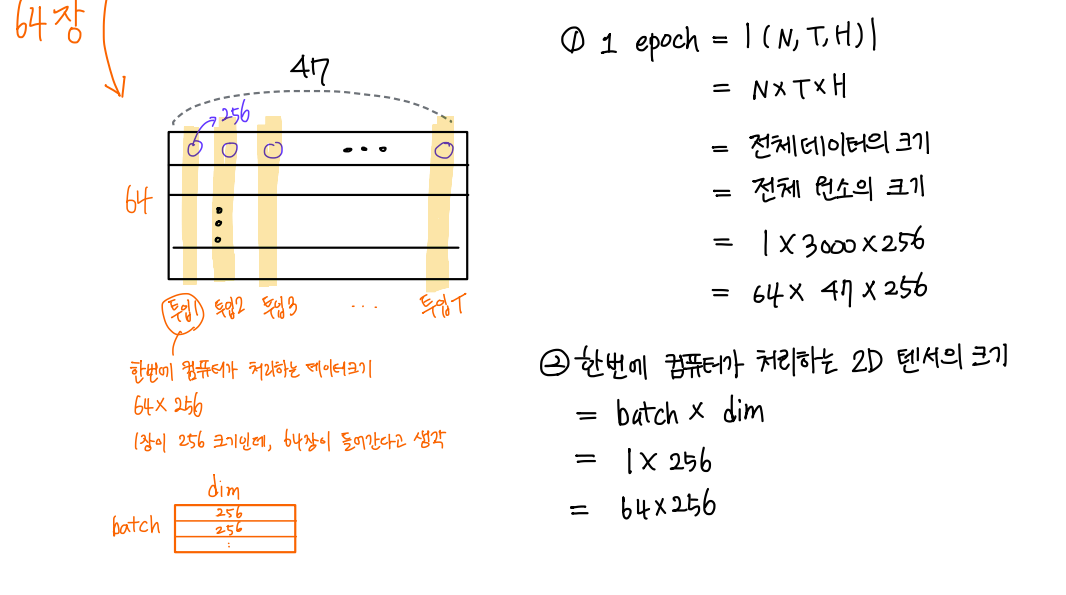 64장
47
256
64
투입1 투입2 투입3 ... 투입T
한번에 컴퓨터가 처리하는 데이터크기
64 x 256
1장이 256 크기인데, 64장이 들어간다고 생각
dim
batch
256
256
:
① 1 epoch = |(N,T,H)|
= N x T x H
= 전체데이터의 크기
= 전체 원소의 크기
= 1 x 3000 x 256
= 64 x 47 x 256
② 한번에 컴퓨터가 처리하는 2D 텐서의 크기
= batch x dim
= 1 x 256
= 64 x 256